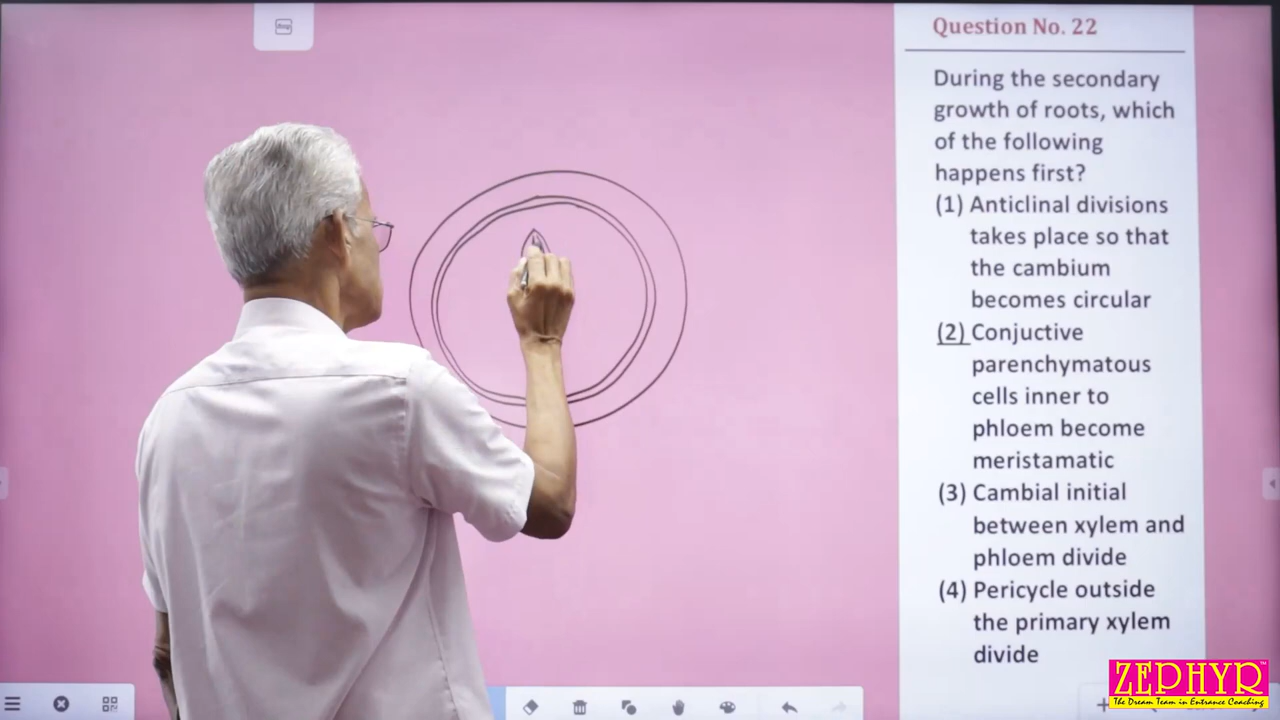 Question No. 22
During the secondary
growth of roots, which
of the following
happens first?
(1) Anticlinal divisions
takes place so that
the cambium
becomes circular
(2) Conjuctive
parenchymatous
cells inner to
phloem become
meristamatic
(3) Cambial initial
between xylem and
phloem divide
(4) Pericycle outside
the primary xylem
divide
ZEPHYR™
The Dream Team in Entrance Coaching